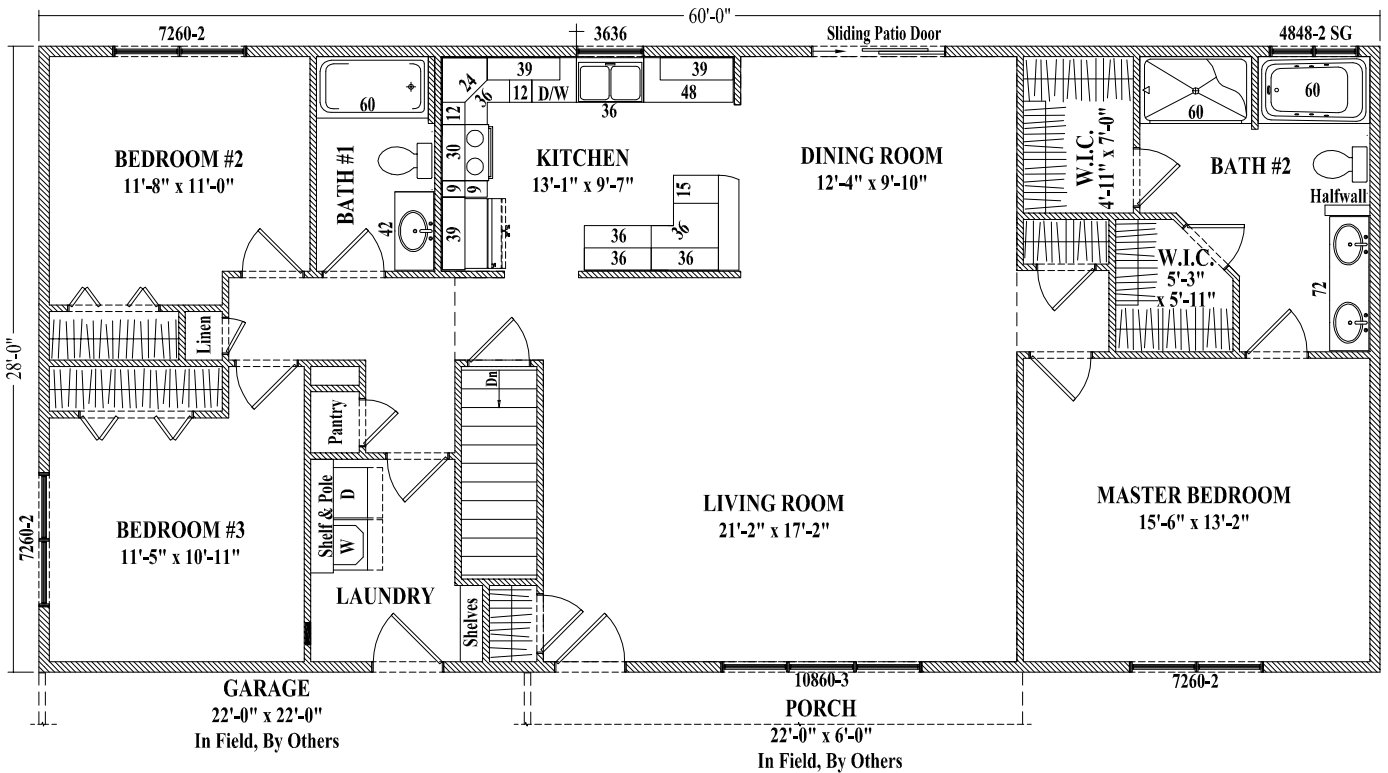 60'-0"
7260-2
3636
Sliding Patio Door
4848-2 SG
28'-0"
BEDROOM #2
11'-8" x 11'-0"
60
BATH #1
42
39
24
36
12
D/W
12
30
9
9
39
36
39
48
KITCHEN
13'-1" x 9'-7"
15
36
36
36
36
36
DINING ROOM
12'-4" x 9'-10"
W.I.C.
4'-11" x 7'-0"
60
60
BATH #2
Halfwall
72
W.I.C.
5'-3"
x 5'-11"
Linen
Pantry
Dn
7260-2
BEDROOM #3
11'-5" x 10'-11"
Shelf & Pole
D
W
LAUNDRY
Shelves
LIVING ROOM
21'-2" x 17'-2"
MASTER BEDROOM
15'-6" x 13'-2"
10860-3
7260-2
GARAGE
22'-0" x 22'-0"
In Field, By Others
PORCH
22'-0" x 6'-0"
In Field, By Others